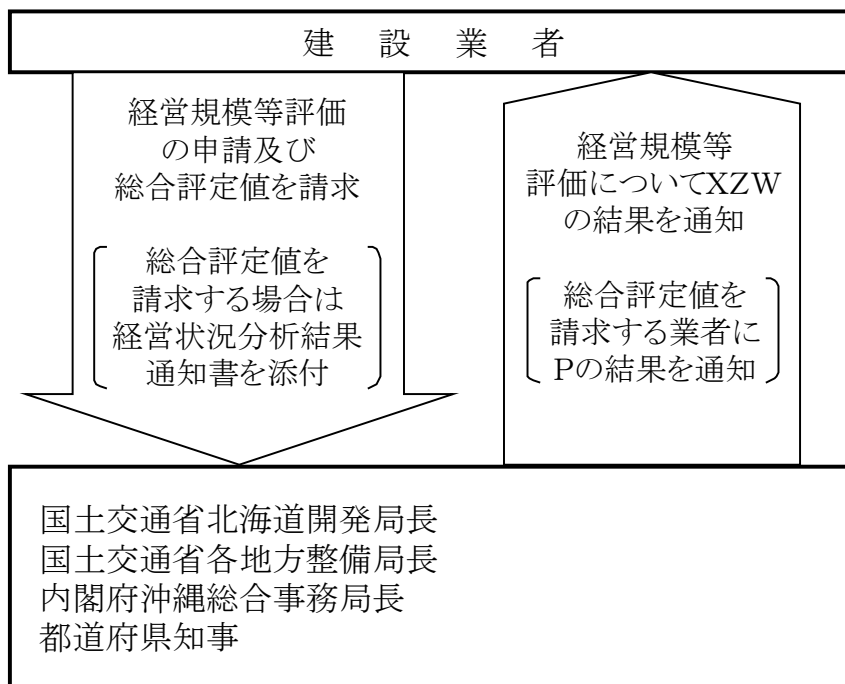 建設業者
経営規模等評価
の申請及び
総合評定値を請求
総合評定値を
請求する場合は
経営状況分析結果
通知書を添付
経営規模等
評価についてXZW
の結果を通知
総合評定値を
請求する業者に
Pの結果を通知
国土交通省北海道開発局長
国土交通省各地方整備局長
内閣府沖縄総合事務局長
都道府県知事